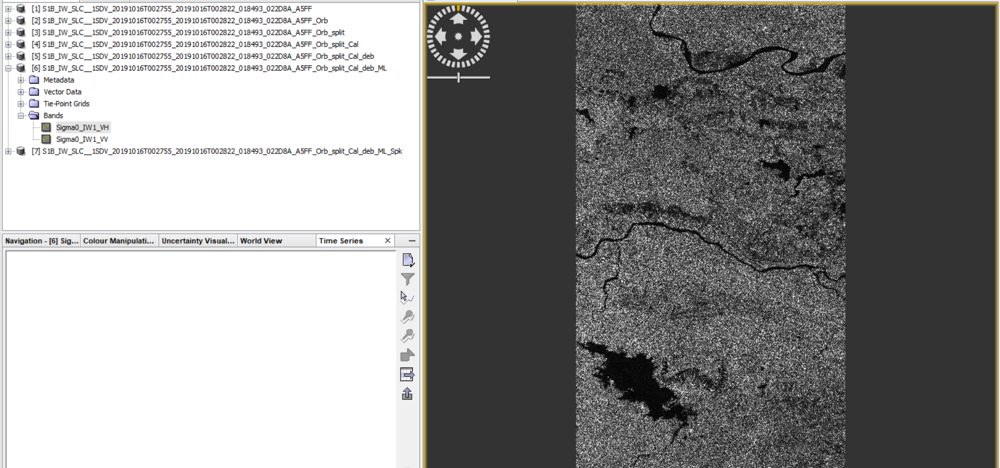 [1] S1B_IW_SLC__1SDV_20191016T002755_20191016T002822_018493_022D8A_A5FF
[2] S1B_IW_SLC__1SDV_20191016T002755_20191016T002822_018493_022D8A_A5FF_Orb
[3] S1B_IW_SLC__1SDV_20191016T002755_20191016T002822_018493_022D8A_A5FF_Orb_split
[4] S1B_IW_SLC__1SDV_20191016T002755_20191016T002822_018493_022D8A_A5FF_Orb_split_Cal
[5] S1B_IW_SLC__1SDV_20191016T002755_20191016T002822_018493_022D8A_A5FF_Orb_split_Cal_deb
[6] S1B_IW_SLC__1SDV_20191016T002755_20191016T002822_018493_022D8A_A5FF_Orb_split_Cal_deb_ML
Metadata
Vector Data
Tie-Point Grids
Bands
Sigma0_IW1_VH
Sigma0_IW1_VV
[7] S1B_IW_SLC__1SDV_20191016T002755_20191016T002822_018493_022D8A_A5FF_Orb_split_Cal_deb_ML_Spk
Navigation - [6] Sig... Colour Manipulati... Uncertainty Visual... World View Time Series